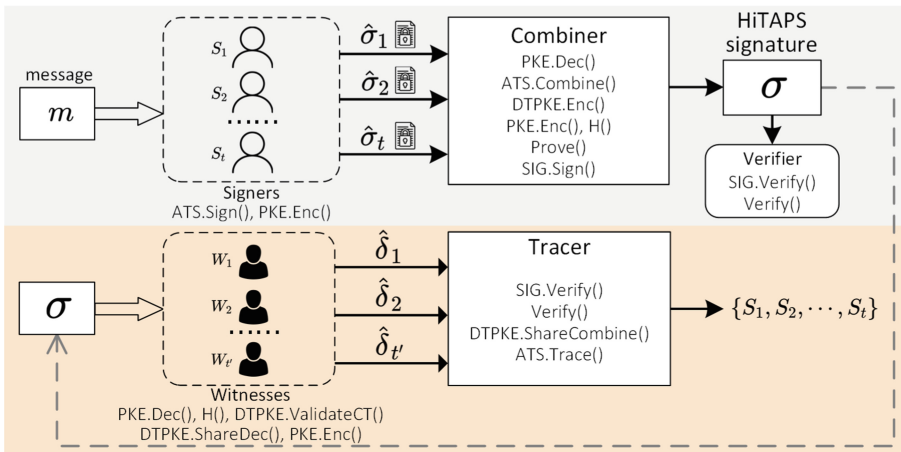 message
m
S₁
S₂
......
Sₜ
Signers
ATS.Sign(), PKE.Enc()
σ̂₁
σ̂₂
σ̂ₜ
Combiner
PKE.Dec()
ATS.Combine()
DTPKE.Enc()
PKE.Enc(), H()
Prove()
SIG.Sign()
HiTAPS
signature
σ
Verifier
SIG.Verify()
Verify()
σ
W₁
W₂
......
Wₜ′
Witnesses
PKE.Dec(), H(), DTPKE.ValidateCT()
DTPKE.ShareDec(), PKE.Enc()
δ̂₁
δ̂₂
δ̂ₜ′
Tracer
SIG.Verify()
Verify()
DTPKE.ShareCombine()
ATS.Trace()
{S₁, S₂, ⋯, Sₜ}